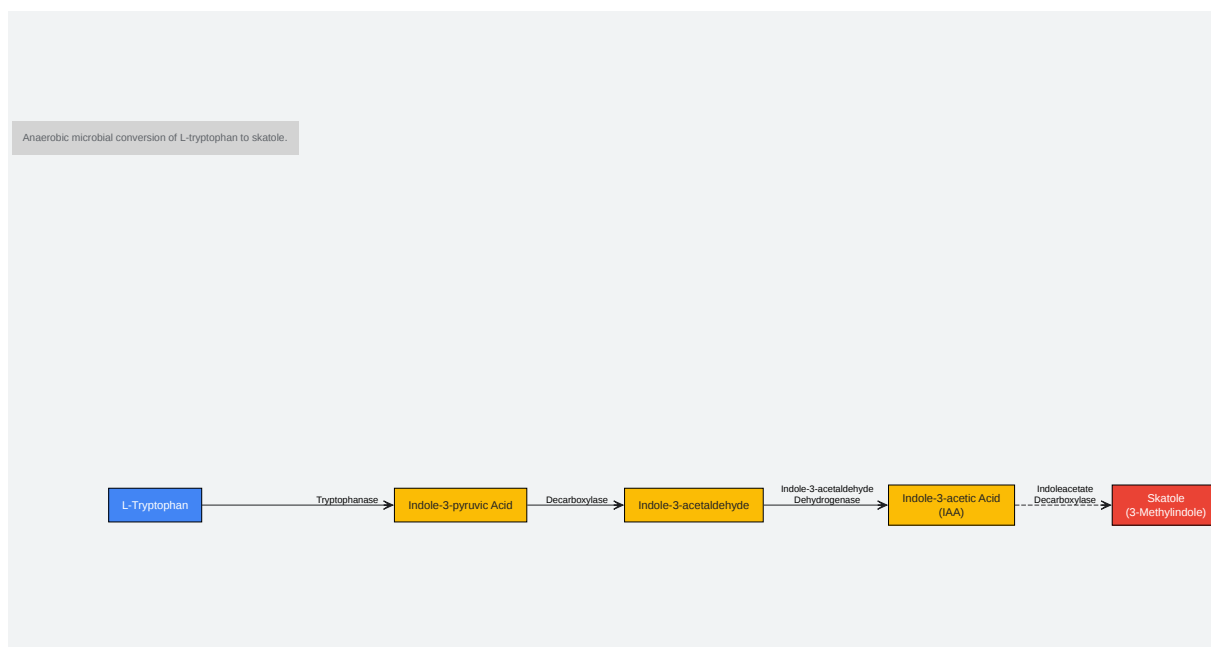 Anaerobic microbial conversion of L-tryptophan to skatole.
L-Tryptophan
Tryptophanase
Indole-3-pyruvic Acid
Decarboxylase
Indole-3-acetaldehyde
Indole-3-acetaldehyde
Dehydrogenase
Indole-3-acetic Acid
(IAA)
Indoleacetate
Decarboxylase
Skatole
(3-Methylindole)